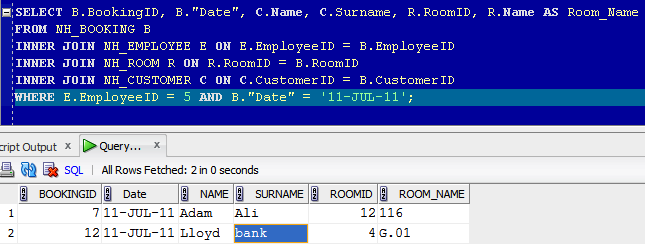 SELECT B.BookingID, B."Date", C.Name, C.Surname, R.RoomID, R.Name AS Room_Name
FROM NH_BOOKING B
INNER JOIN NH_EMPLOYEE E ON E.EmployeeID = B.EmployeeID
INNER JOIN NH_ROOM R ON R.RoomID = B.RoomID
INNER JOIN NH_CUSTOMER C ON C.CustomerID = B.CustomerID
WHERE E.EmployeeID = 5 AND B."Date" = '11-JUL-11';
cript Output x Query... x
SQL | All Rows Fetched: 2 in 0 seconds
BOOKINGID Date NAME SURNAME ROOMID ROOM_NAME
1 7 11-JUL-11 Adam Ali 12 116
2 12 11-JUL-11 Lloyd bank 4 G.01